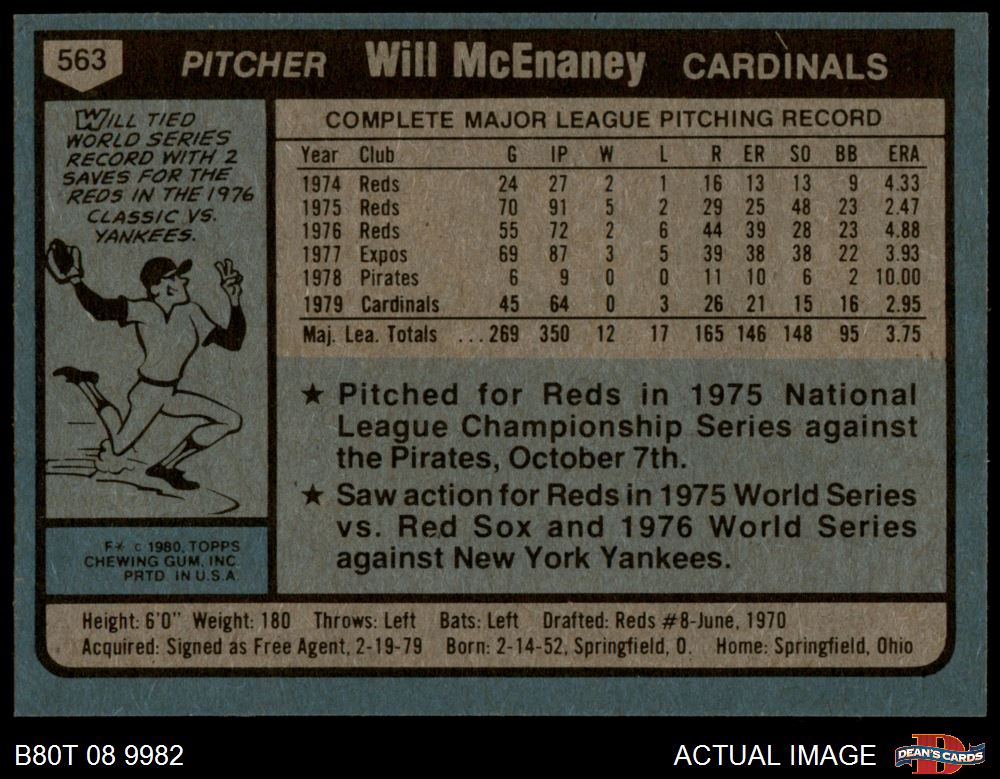 563 PITCHER Will McEnaney CARDINALS
WILL TIED
WORLD SERIES
RECORD WITH 2
SAVES FOR THE
REDS IN THE 1976
CLASSIC VS.
YANKEES.
COMPLETE MAJOR LEAGUE PITCHING RECORD
Year Club G IP W L R ER SO BB ERA
1974 Reds 24 27 2 1 16 13 13 9 4.33
1975 Reds 70 91 5 2 29 25 48 23 2.47
1976 Reds 55 72 2 6 44 39 28 23 4.88
1977 Expos 69 87 3 5 39 38 38 22 3.93
1978 Pirates 6 9 0 0 11 10 6 2 10.00
1979 Cardinals 45 64 0 3 26 21 15 16 2.95
Maj. Lea. Totals ...269 350 12 17 165 146 148 95 3.75
★ Pitched for Reds in 1975 National
League Championship Series against
the Pirates, October 7th.
★ Saw action for Reds in 1975 World Series
vs. Red Sox and 1976 World Series
against New York Yankees.
F* © 1980, TOPPS
CHEWING GUM, INC.
PRTD. IN U.S.A.
Height: 6'0" Weight: 180 Throws: Left Bats: Left Drafted: Reds #8-June, 1970
Acquired: Signed as Free Agent, 2-19-79 Born: 2-14-52, Springfield, O. Home: Springfield, Ohio
B80T 08 9982 ACTUAL IMAGE D DEAN'S CARDS